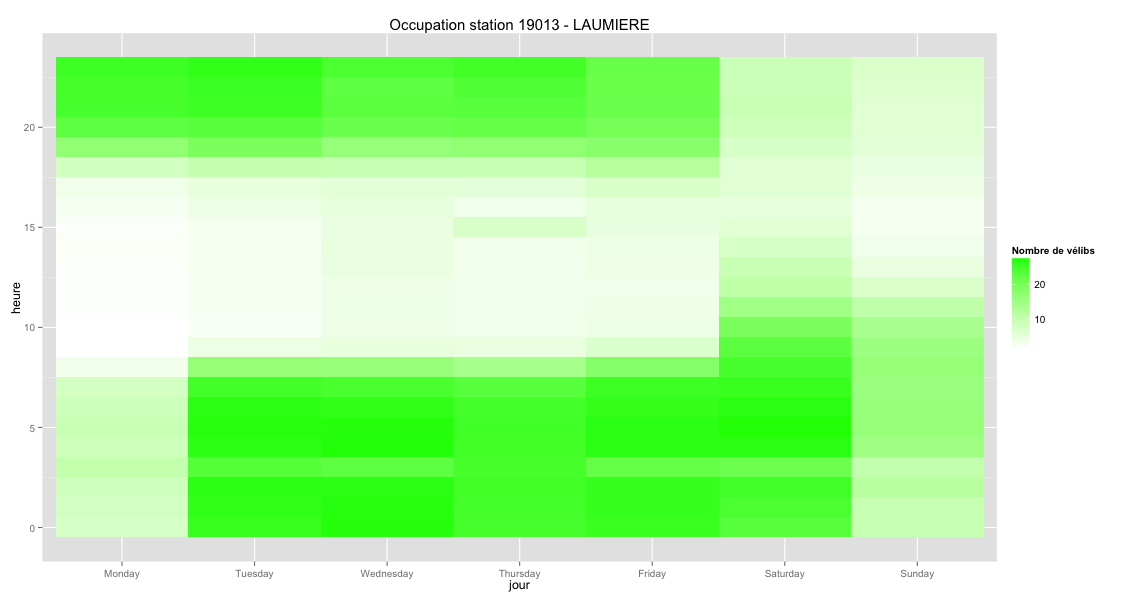 Occupation station 19013 - LAUMIERE
heure
20
15
10
5
0
Monday Tuesday Wednesday Thursday Friday Saturday Sunday
jour
Nombre de vélibs
20
10